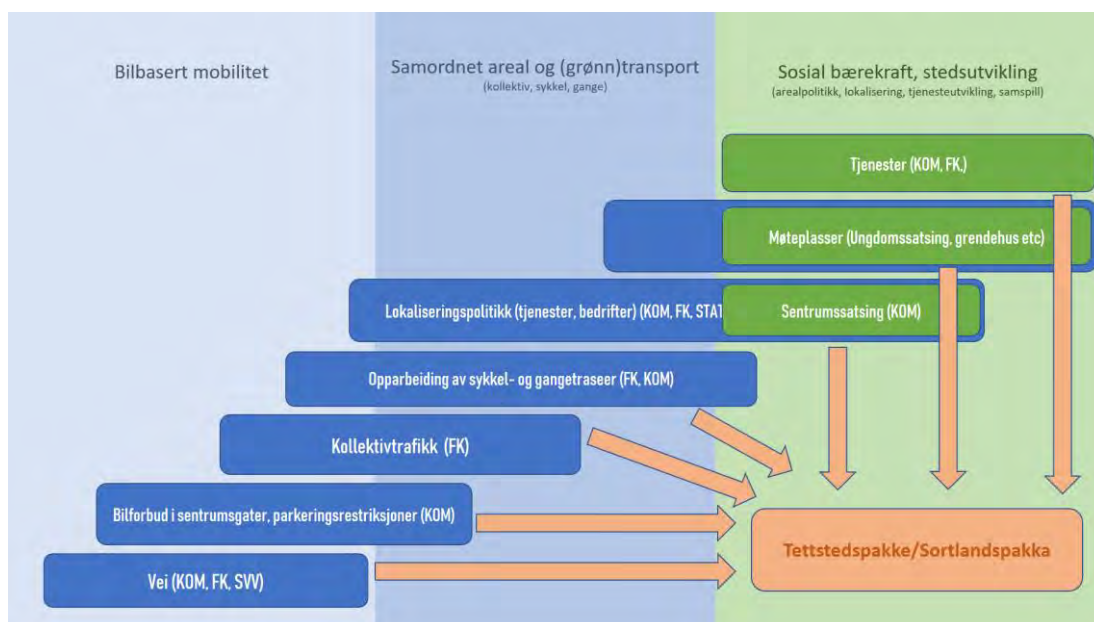 Bilbasert mobilitet
Samordnet areal og (grønn)transport
(kollektiv, sykkel, gange)
Sosial bærekraft, stedsutvikling
(arealpolitikk, lokalisering, tjenesteutvikling, samspill)
Tjenester (KOM, FK,)
Møteplasser (Ungdomssatsing, grendehus etc)
Lokaliseringspolitikk (tjenester, bedrifter) (KOM, FK, STAT
Sentrumssatsing (KOM)
Opparbeiding av sykkel- og gangetraseer (FK, KOM)
Kollektivtrafikk (FK)
Bilforbud i sentrumsgater, parkeringsrestriksjoner (KOM)
Tettstedspakke/Sortlandspakka
Vei (KOM, FK, SVV)